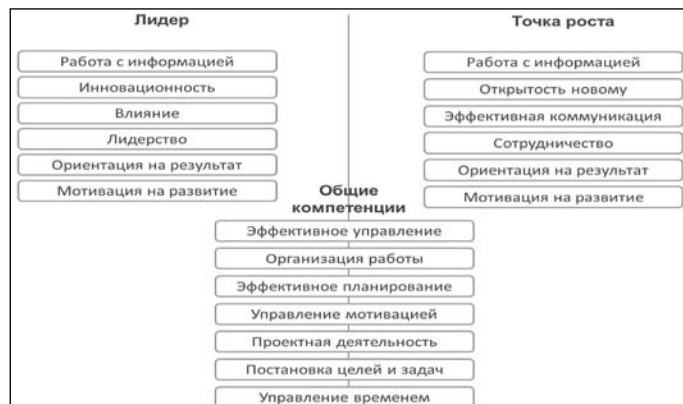 Лидер
Работа с информацией
Инновационность
Влияние
Лидерство
Ориентация на результат
Мотивация на развитие
Точка роста
Работа с информацией
Открытость новому
Эффективная коммуникация
Сотрудничество
Ориентация на результат
Мотивация на развитие
Общие
компетенции
Эффективное управление
Организация работы
Эффективное планирование
Управление мотивацией
Проектная деятельность
Постановка целей и задач
Управление временем